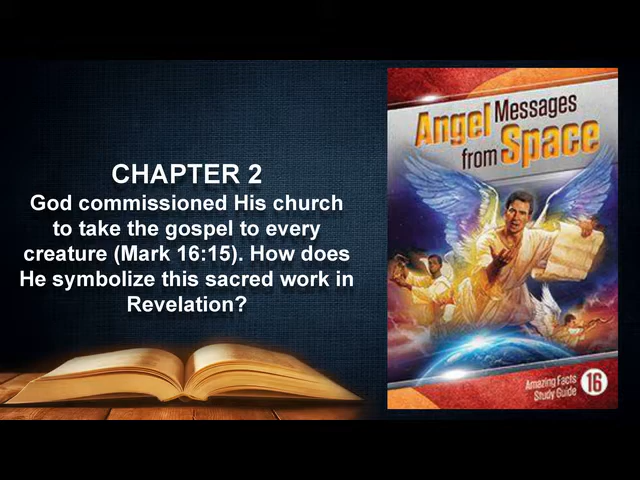 CHAPTER 2
God commissioned His church
to take the gospel to every
creature (Mark 16:15). How does
He symbolize this sacred work in
Revelation?
Angel Messages
from Space
Amazing Facts
Study Guide 16